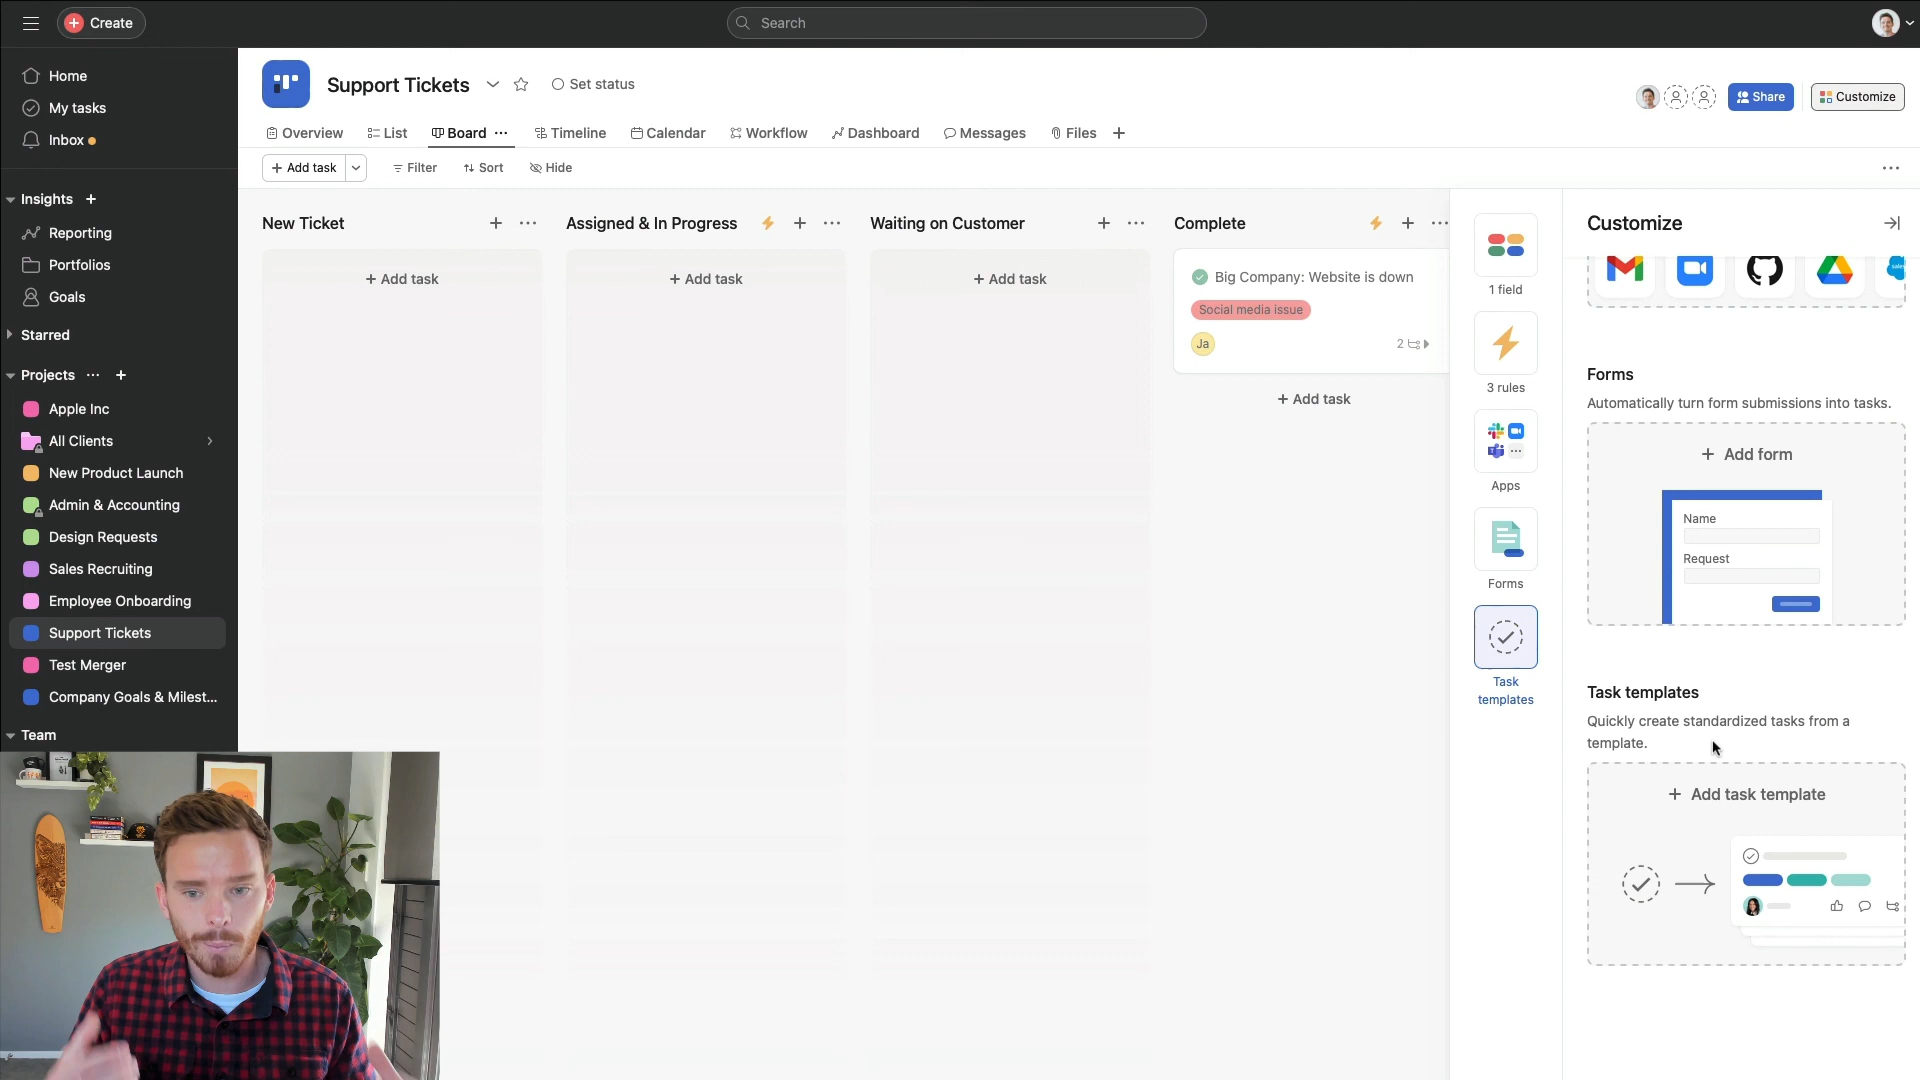 Create
Search
Home
My tasks
Inbox
Insights
Reporting
Portfolios
Goals
Starred
Projects
Apple Inc
All Clients
New Product Launch
Admin & Accounting
Design Requests
Sales Recruiting
Employee Onboarding
Support Tickets
Test Merger
Company Goals & Milest...
Team
Support Tickets
Set status
Share
Customize
Overview
List
Board
Timeline
Calendar
Workflow
Dashboard
Messages
Files
Add task
Filter
Sort
Hide
New Ticket
+ Add task
Assigned & In Progress
+ Add task
Waiting on Customer
+ Add task
Complete
Big Company: Website is down
Social media issue
Ja
2
+ Add task
1 field
3 rules
Apps
Forms
Task
templates
Customize
Forms
Automatically turn form submissions into tasks.
+ Add form
Name
Request
Task templates
Quickly create standardized tasks from a
template.
+ Add task template